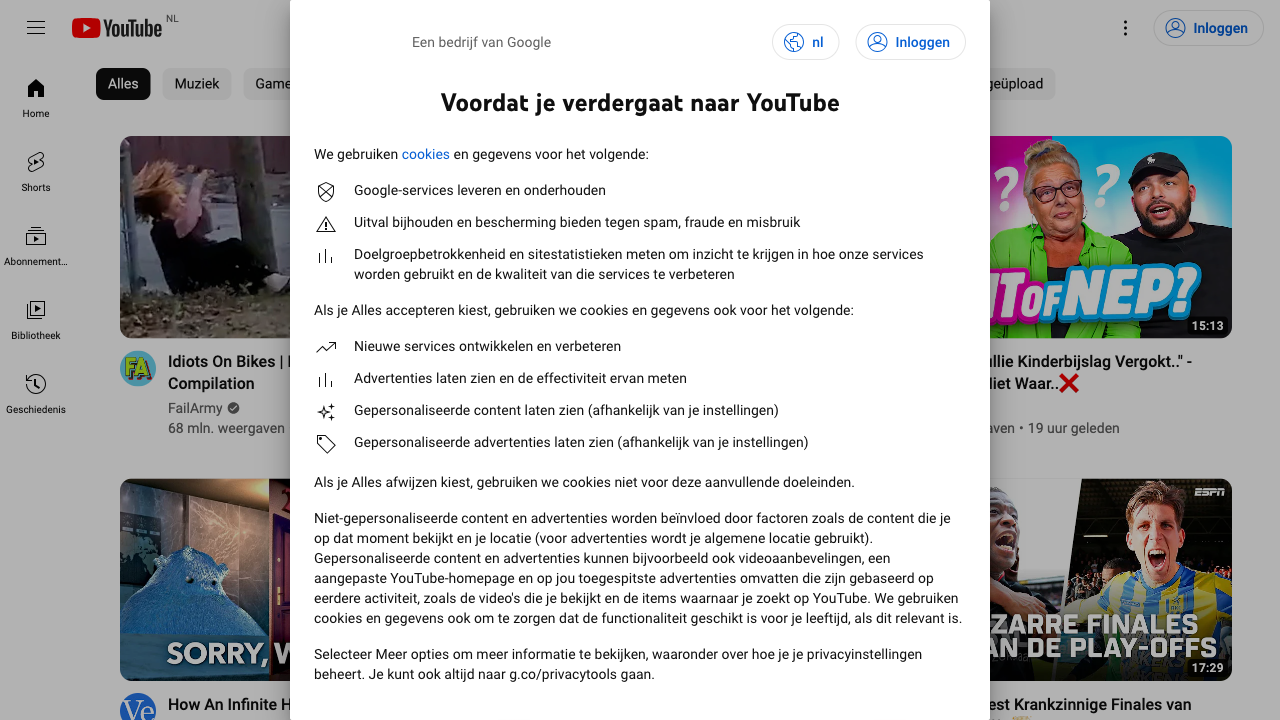 YouTube NL
Inloggen
Home
Shorts
Abonnement...
Bibliotheek
Geschiedenis
Alles
Muziek
Game
geüpload
Een bedrijf van Google
nl
Inloggen
Voordat je verdergaat naar YouTube
We gebruiken cookies en gegevens voor het volgende:
Google-services leveren en onderhouden
Uitval bijhouden en bescherming bieden tegen spam, fraude en misbruik
Doelgroepbetrokkenheid en sitestatistieken meten om inzicht te krijgen in hoe onze services
worden gebruikt en de kwaliteit van die services te verbeteren
Als je Alles accepteren kiest, gebruiken we cookies en gegevens ook voor het volgende:
Nieuwe services ontwikkelen en verbeteren
Advertenties laten zien en de effectiviteit ervan meten
Gepersonaliseerde content laten zien (afhankelijk van je instellingen)
Gepersonaliseerde advertenties laten zien (afhankelijk van je instellingen)
Als je Alles afwijzen kiest, gebruiken we cookies niet voor deze aanvullende doeleinden.
Niet-gepersonaliseerde content en advertenties worden beïnvloed door factoren zoals de content die je
op dat moment bekijkt en je locatie (voor advertenties wordt je algemene locatie gebruikt).
Gepersonaliseerde content en advertenties kunnen bijvoorbeeld ook videoaanbevelingen, een
aangepaste YouTube-homepage en op jou toegespitste advertenties omvatten die zijn gebaseerd op
eerdere activiteit, zoals de video's die je bekijkt en de items waarnaar je zoekt op YouTube. We gebruiken
cookies en gegevens ook om te zorgen dat de functionaliteit geschikt is voor je leeftijd, als dit relevant is.
Selecteer Meer opties om meer informatie te bekijken, waaronder over hoe je je privacyinstellingen
beheert. Je kunt ook altijd naar g.co/privacytools gaan.
FA
Idiots On Bikes |
Compilation
FailArmy
68 mln. weergaven
? ?
IT OF NEP?
15:13
llie Kinderbijslag Vergokt.." -
Niet Waar..❌
aven • 19 uur geleden
SORRY, W
Ve
How An Infinite H
ESPN
ZARRE FINALES
AN DE PLAY-OFFS
17:29
est Krankzinnige Finales van